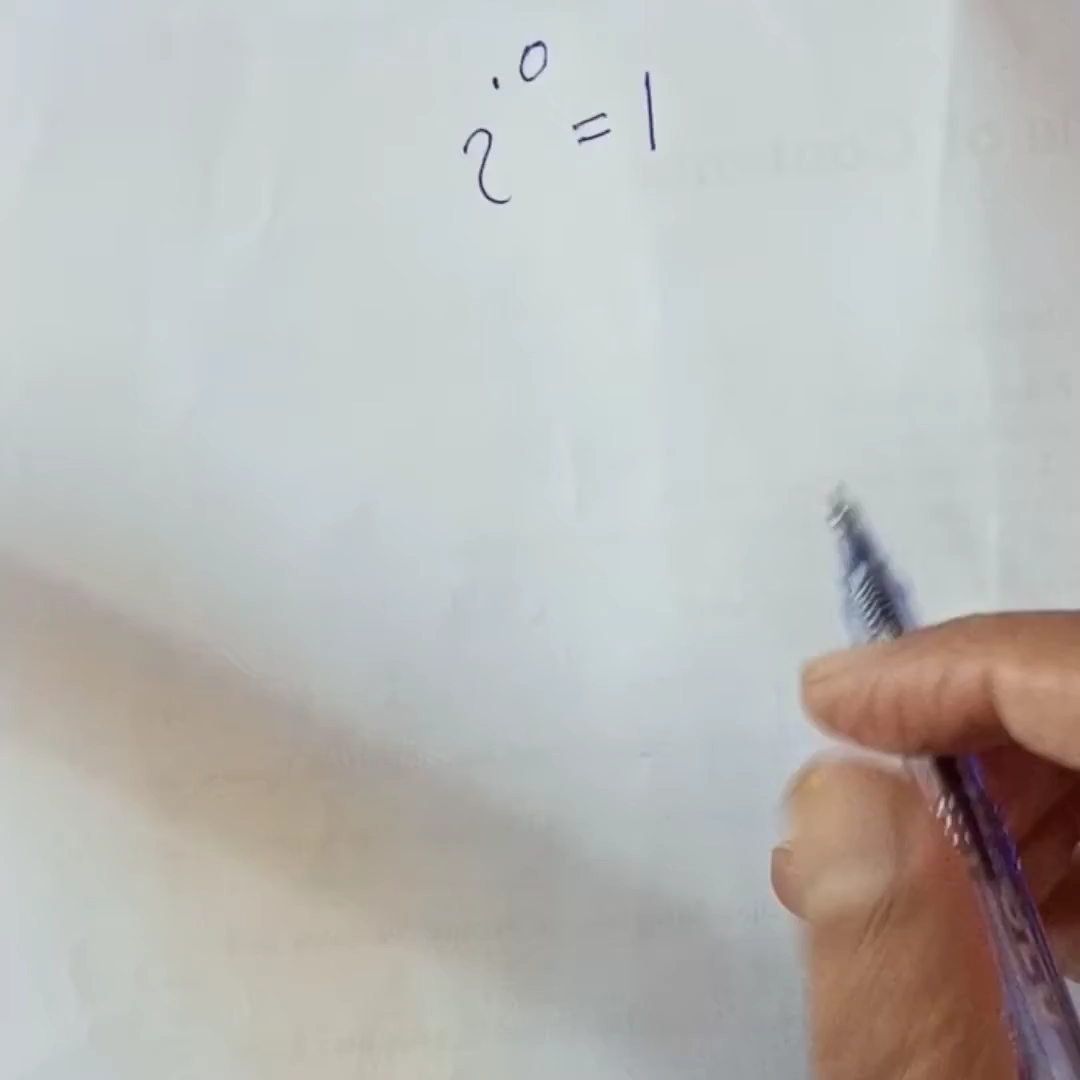 i⁰ = 1